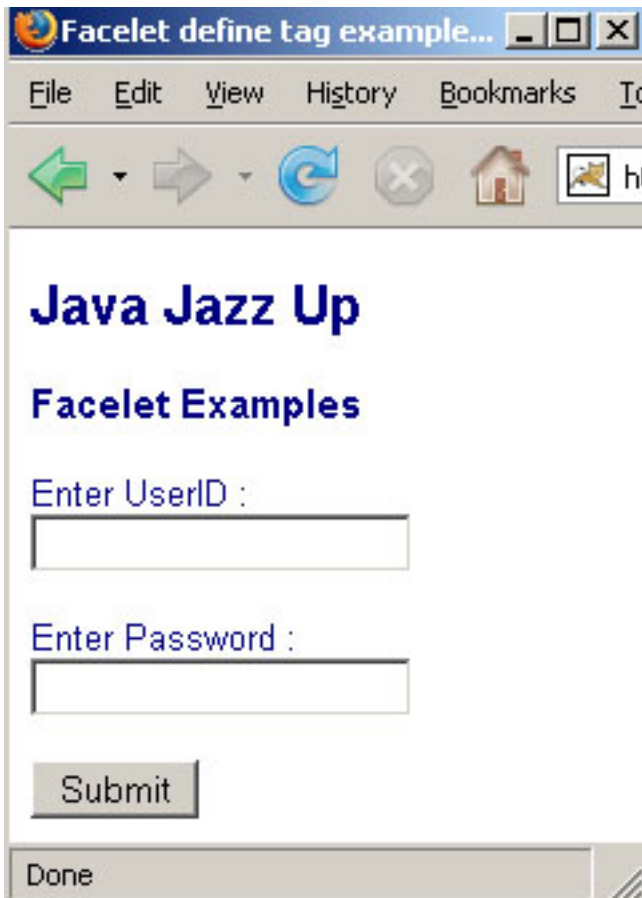 Facelet define tag example...
File Edit View History Bookmarks To
Java Jazz Up
Facelet Examples
Enter UserID :
Enter Password :
Submit
Done